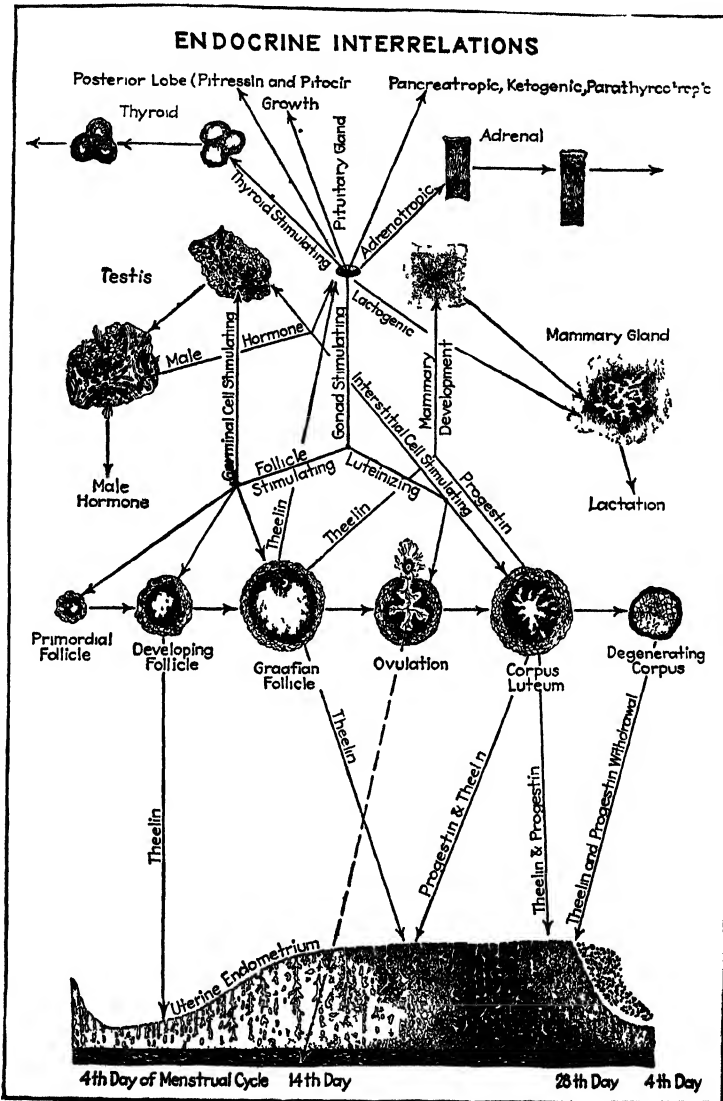 ENDOCRINE INTERRELATIONS
Posterior Lobe (Pitressin and Pitocin
Growth
Pancreatropic, Ketogenic, Parathyrotropic
Thyroid
Adrenal
Pituitary Gland
Thyroid Stimulating
Adrenotropic
Testis
Male Hormone
Germinal Cell Stimulating
Gonad Stimulating
Lactogenic
Mammary
Development
Mammary Gland
Interstitial Cell Stimulating
Male
Hormone
Follicle
Stimulating
Luteinizing
Progestin
Lactation
Theelin
Theelin
Primordial
Follicle
Developing
Follicle
Graafian
Follicle
Ovulation
Corpus
Luteum
Degenerating
Corpus
Theelin
Theelin
Progestin & Theelin
Theelin & Progestin
Theelin and Progestin Withdrawal
Uterine Endometrium
4th Day of Menstrual Cycle
14th Day
28th Day
4th Day